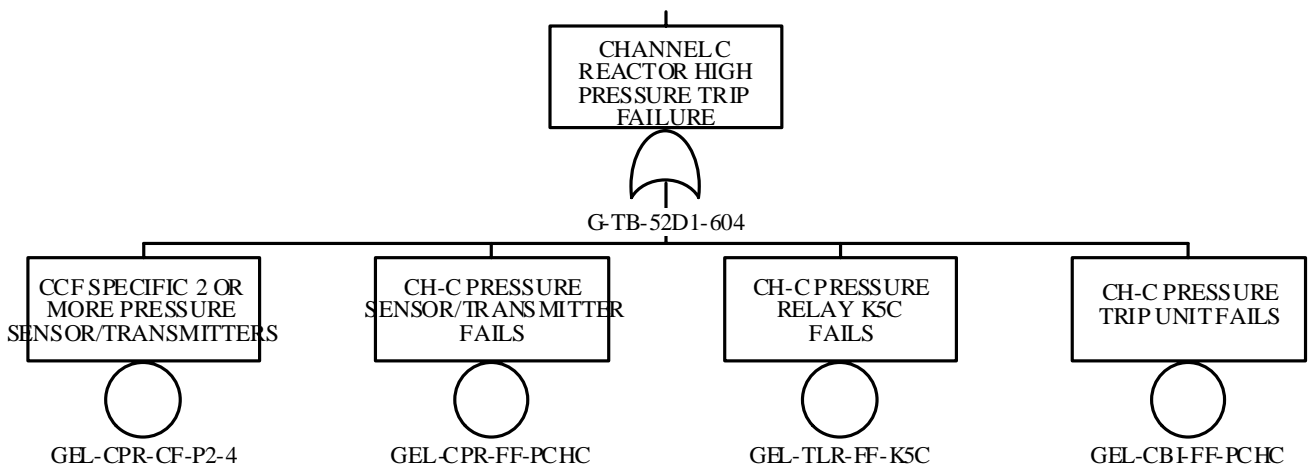 CHANNEL C
REACTOR HIGH
PRESSURE TRIP
FAILURE
G-TB-52D1-604
CCF SPECIFIC 2 OR
MORE PRESSURE
SENSOR/TRANSMITTERS
GEL-CPR-CF-P2-4
CH-C PRESSURE
SENSOR/TRANSMITTER
FAILS
GEL-CPR-FF-PCHC
CH-C PRESSURE
RELAY K5C
FAILS
GEL-TLR-FF-K5C
CH-C PRESSURE
TRIP UNIT FAILS
GEL-CBI-FF-PCHC